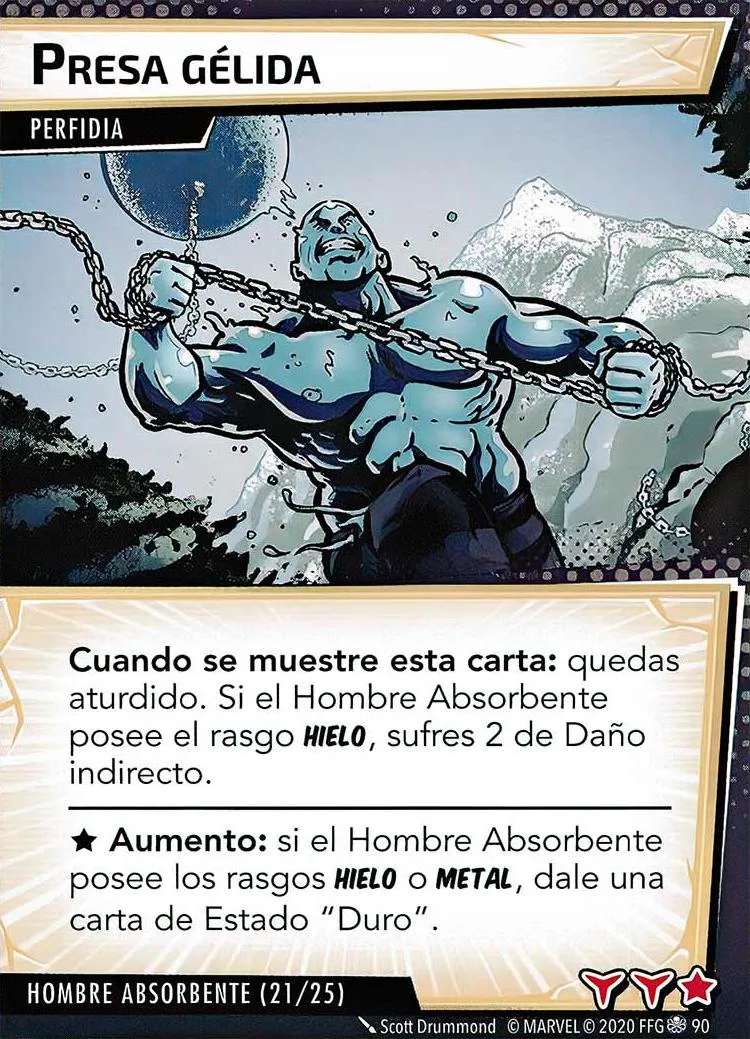 PRESA GÉLIDA
PERFIDIA
Cuando se muestre esta carta: quedas
aturdido. Si el Hombre Absorbente
posee el rasgo HIELO, sufres 2 de Daño
indirecto.
★ Aumento: si el Hombre Absorbente
posee los rasgos HIELO o METAL, dale una
carta de Estado “Duro”.
HOMBRE ABSORBENTE (21/25)
Scott Drummond © MARVEL © 2020 FFG 90